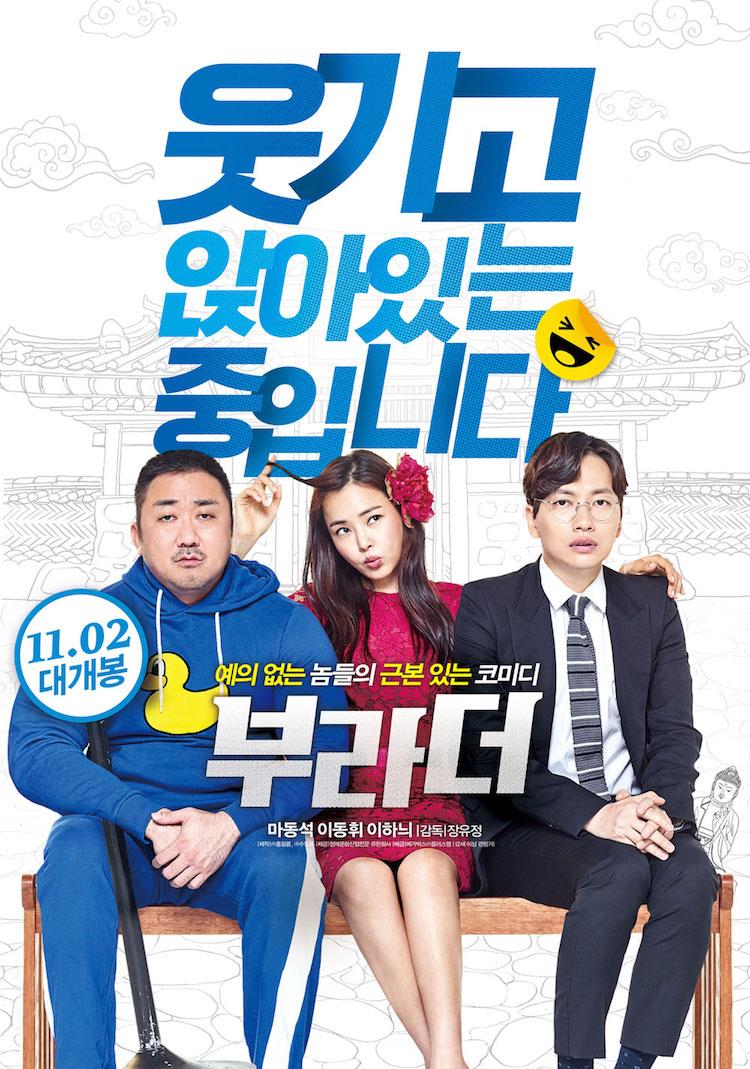 웃기고
앉아있는
중입니다
11.02
대개봉
예의 없는 놈들의 근본 있는 코미디
부라더
마동석 이동휘 이하늬 |감독|장유정